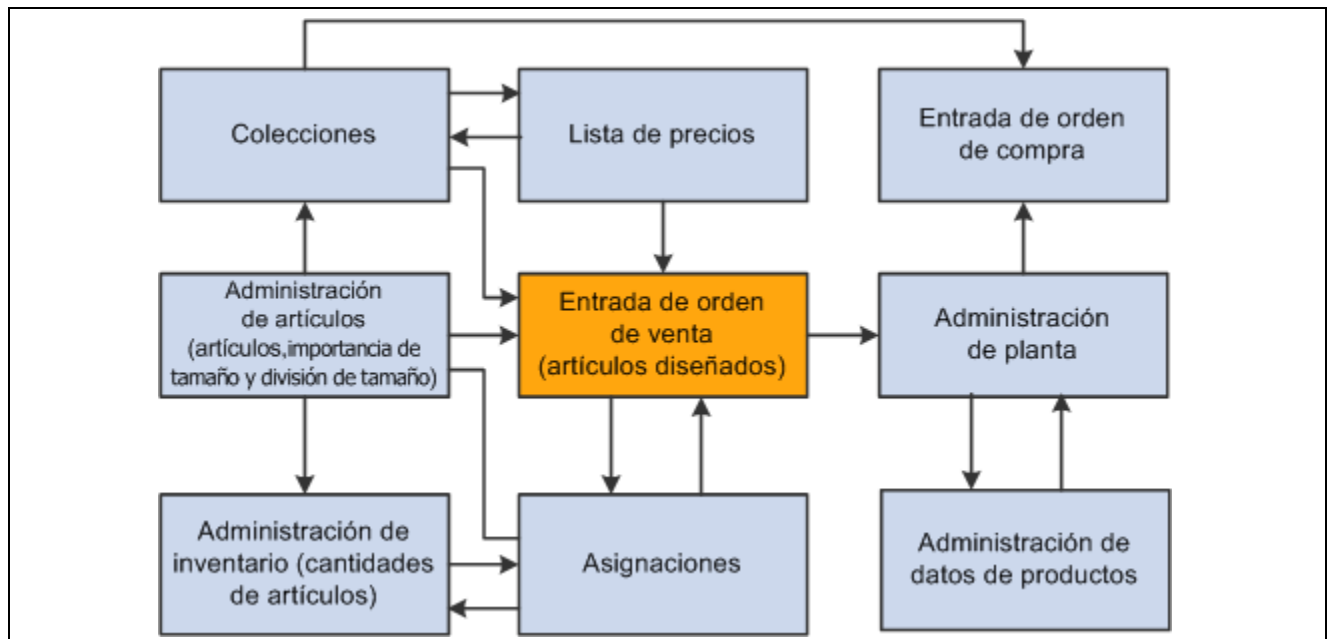 Colecciones
Lista de precios
Entrada de orden
de compra
Administración
de artículos
(artículos,importancia de
tamaño y división de tamaño)
Entrada de orden
de venta
(artículos diseñados)
Administración
de planta
Administración de
inventario (cantidades
de artículos)
Asignaciones
Administración de
datos de productos